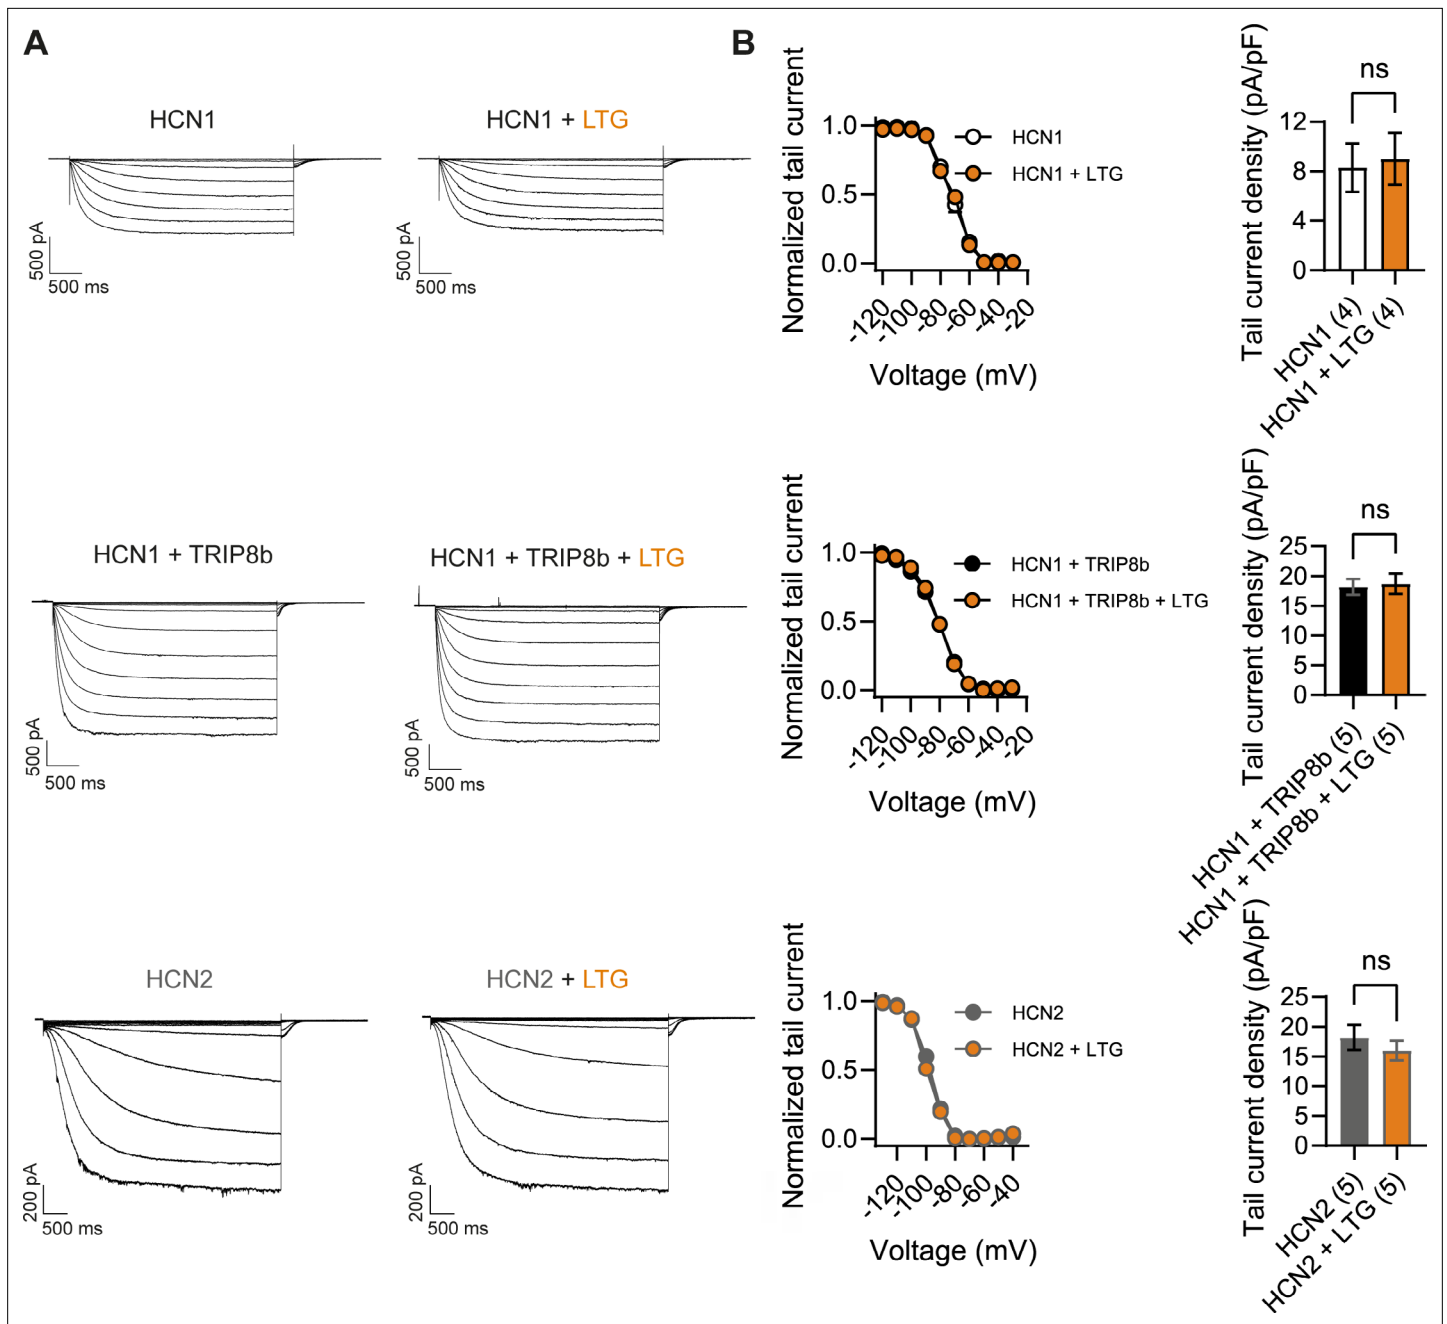 A
HCN1
HCN1 + LTG
500 pA
500 ms
500 pA
500 ms
B
Normalized tail current
1.0
0.5
0.0
-120
-100
-80
-60
-40
-20
Voltage (mV)
HCN1
HCN1 + LTG
Tail current density (pA/pF)
ns
12
8
4
0
HCN1 (4)
HCN1 + LTG (4)
HCN1 + TRIP8b
HCN1 + TRIP8b + LTG
500 pA
500 ms
500 pA
500 ms
Normalized tail current
1.0
0.5
0.0
-120
-100
-80
-60
-40
-20
Voltage (mV)
HCN1 + TRIP8b
HCN1 + TRIP8b + LTG
Tail current density (pA/pF)
ns
25
20
15
10
5
0
HCN1 + TRIP8b (5)
HCN1 + TRIP8b + LTG (5)
HCN2
HCN2 + LTG
200 pA
500 ms
200 pA
500 ms
Normalized tail current
1.0
0.5
0.0
-120
-100
-80
-60
-40
Voltage (mV)
HCN2
HCN2 + LTG
Tail current density (pA/pF)
ns
25
20
15
10
5
0
HCN2 (5)
HCN2 + LTG (5)